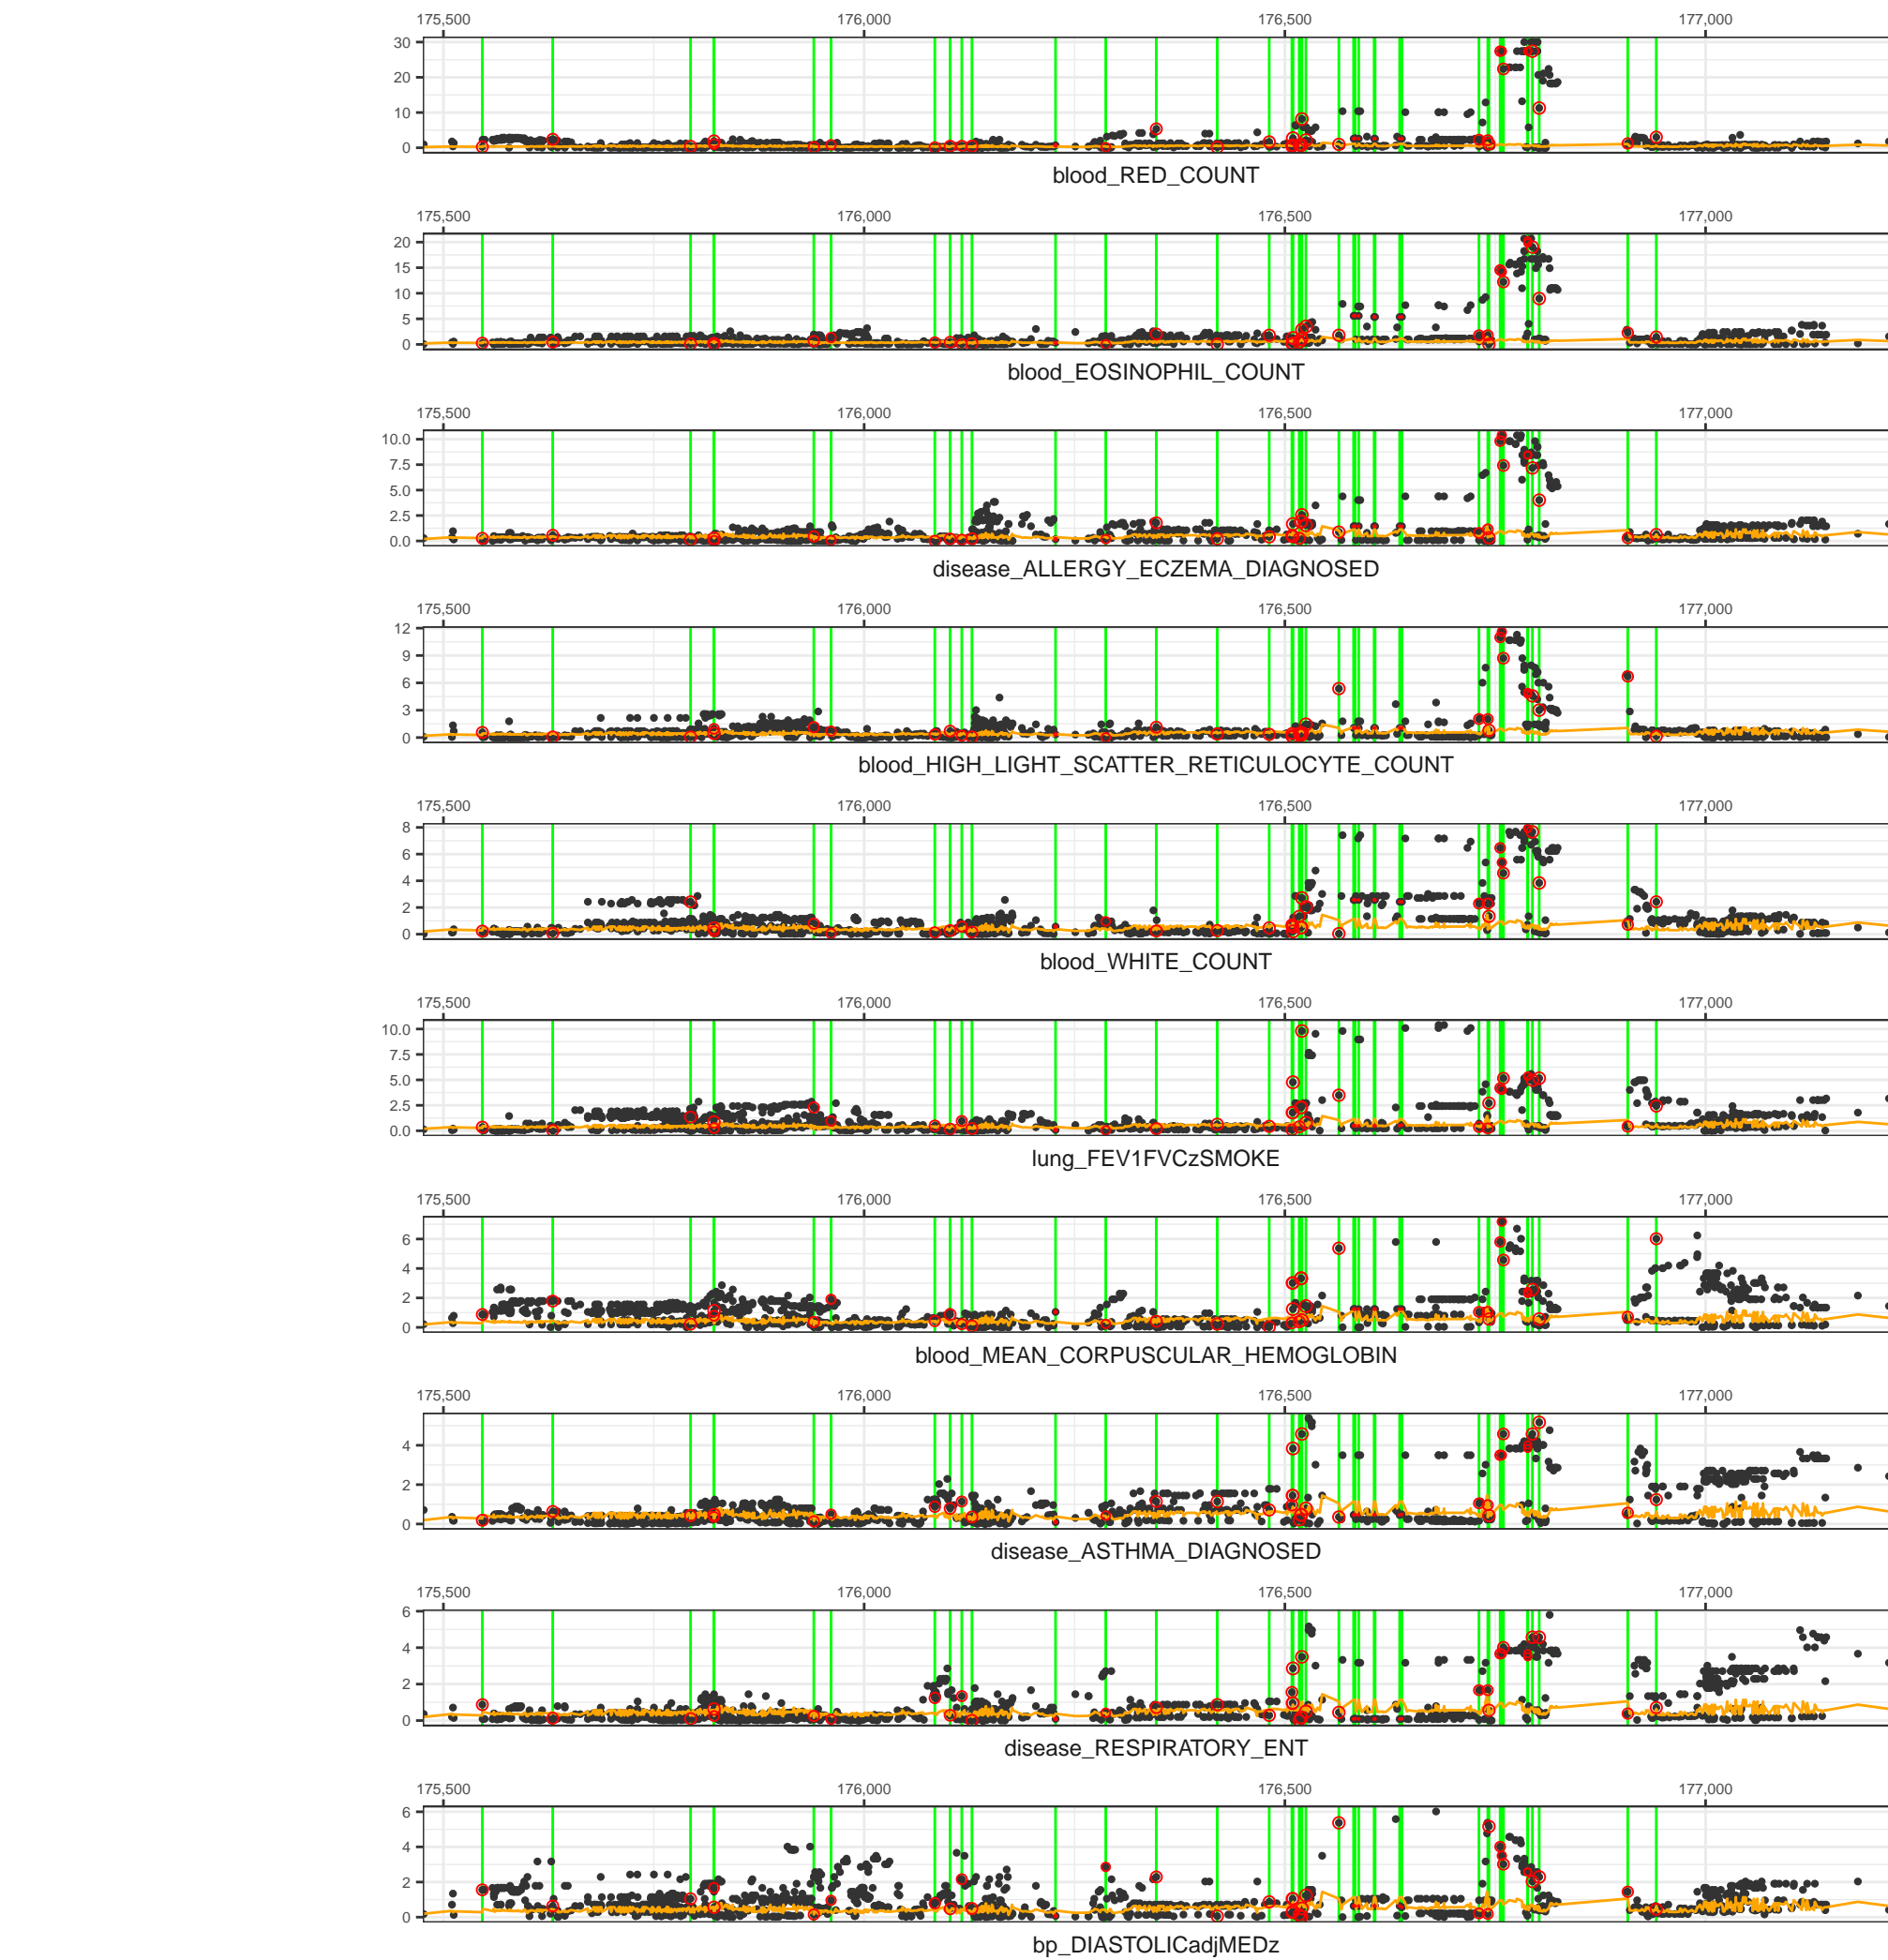 175,500 176,000 176,500 177,000
30
20
10
0
blood_RED_COUNT
175,500 176,000 176,500 177,000
20
15
10
5
0
blood_EOSINOPHIL_COUNT
175,500 176,000 176,500 177,000
10.0
7.5
5.0
2.5
0.0
disease_ALLERGY_ECZEMA_DIAGNOSED
175,500 176,000 176,500 177,000
12
9
6
3
0
blood_HIGH_LIGHT_SCATTER_RETICULOCYTE_COUNT
175,500 176,000 176,500 177,000
8
6
4
2
0
blood_WHITE_COUNT
175,500 176,000 176,500 177,000
10.0
7.5
5.0
2.5
0.0
lung_FEV1FVCzSMOKE
175,500 176,000 176,500 177,000
6
4
2
0
blood_MEAN_CORPUSCULAR_HEMOGLOBIN
175,500 176,000 176,500 177,000
4
2
0
disease_ASTHMA_DIAGNOSED
175,500 176,000 176,500 177,000
6
4
2
0
disease_RESPIRATORY_ENT
175,500 176,000 176,500 177,000
6
4
2
0
bp_DIASTOLICadjMEDz